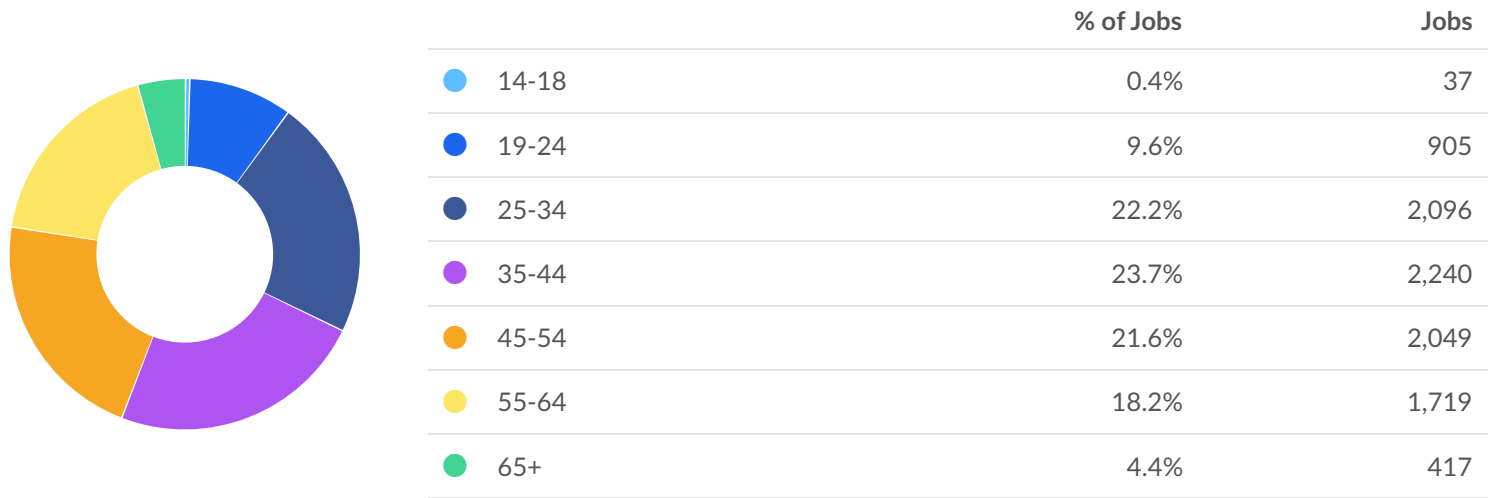 % of Jobs Jobs
14-18 0.4% 37
19-24 9.6% 905
25-34 22.2% 2,096
35-44 23.7% 2,240
45-54 21.6% 2,049
55-64 18.2% 1,719
65+ 4.4% 417